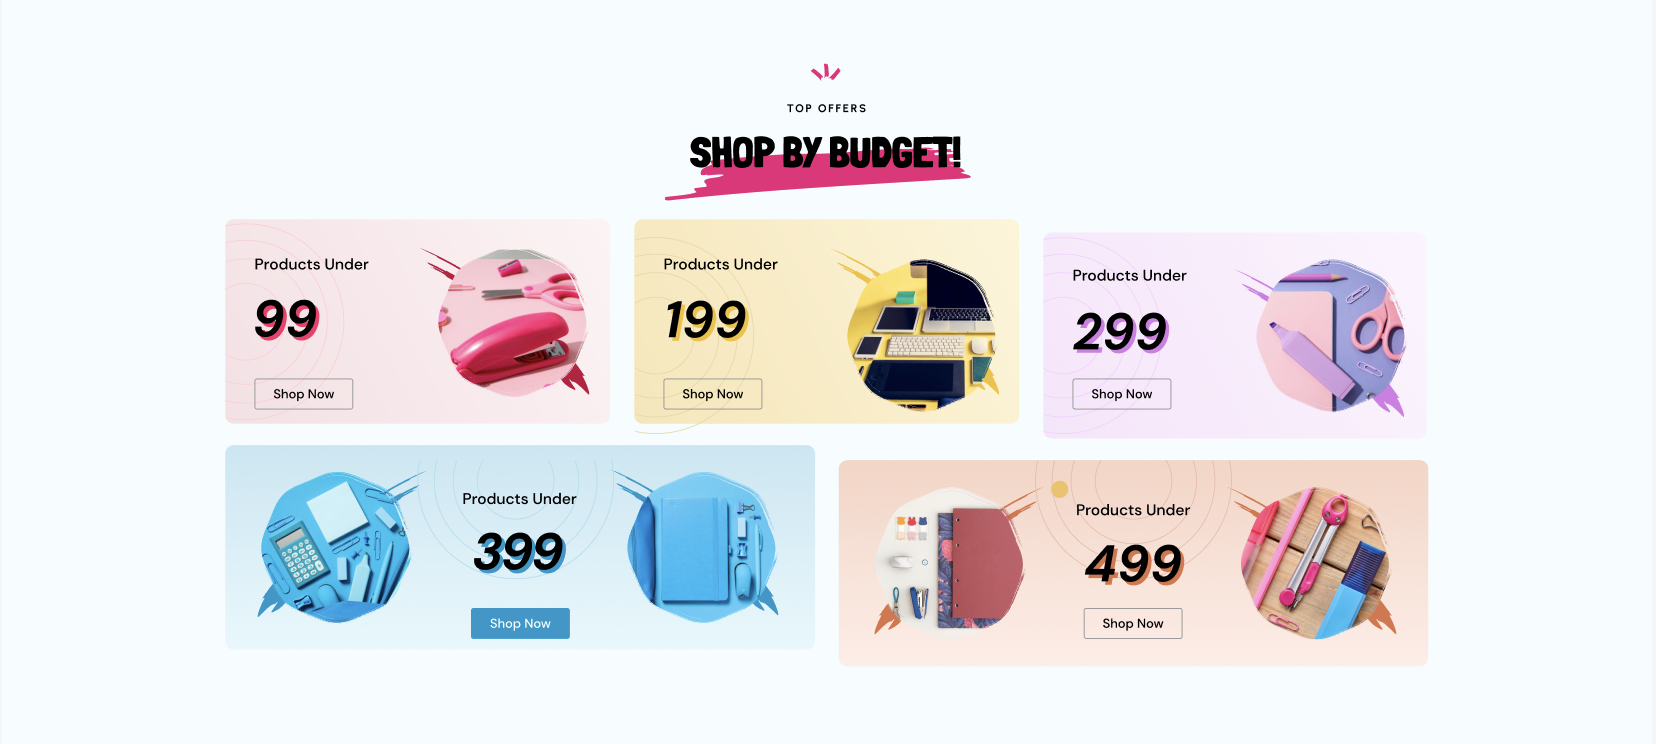 TOP OFFERS
SHOP BY BUDGET!
Products Under
99
Shop Now
Products Under
199
Shop Now
Products Under
299
Shop Now
Products Under
399
Shop Now
Products Under
499
Shop Now